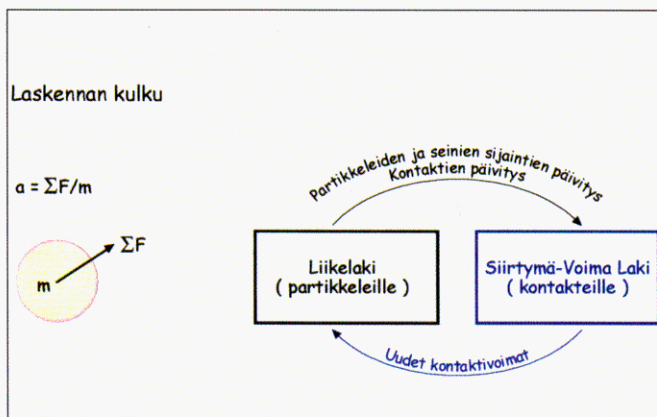 Laskennan kulku
a = ΣF/m
ΣF
m
Partikkeleiden ja seinien sijaintien päivitys
Kontaktien päivitys
Liikelaki
( partikkeleille )
Siirtymä-Voima Laki
( kontakteille )
Uudet kontaktivoimat